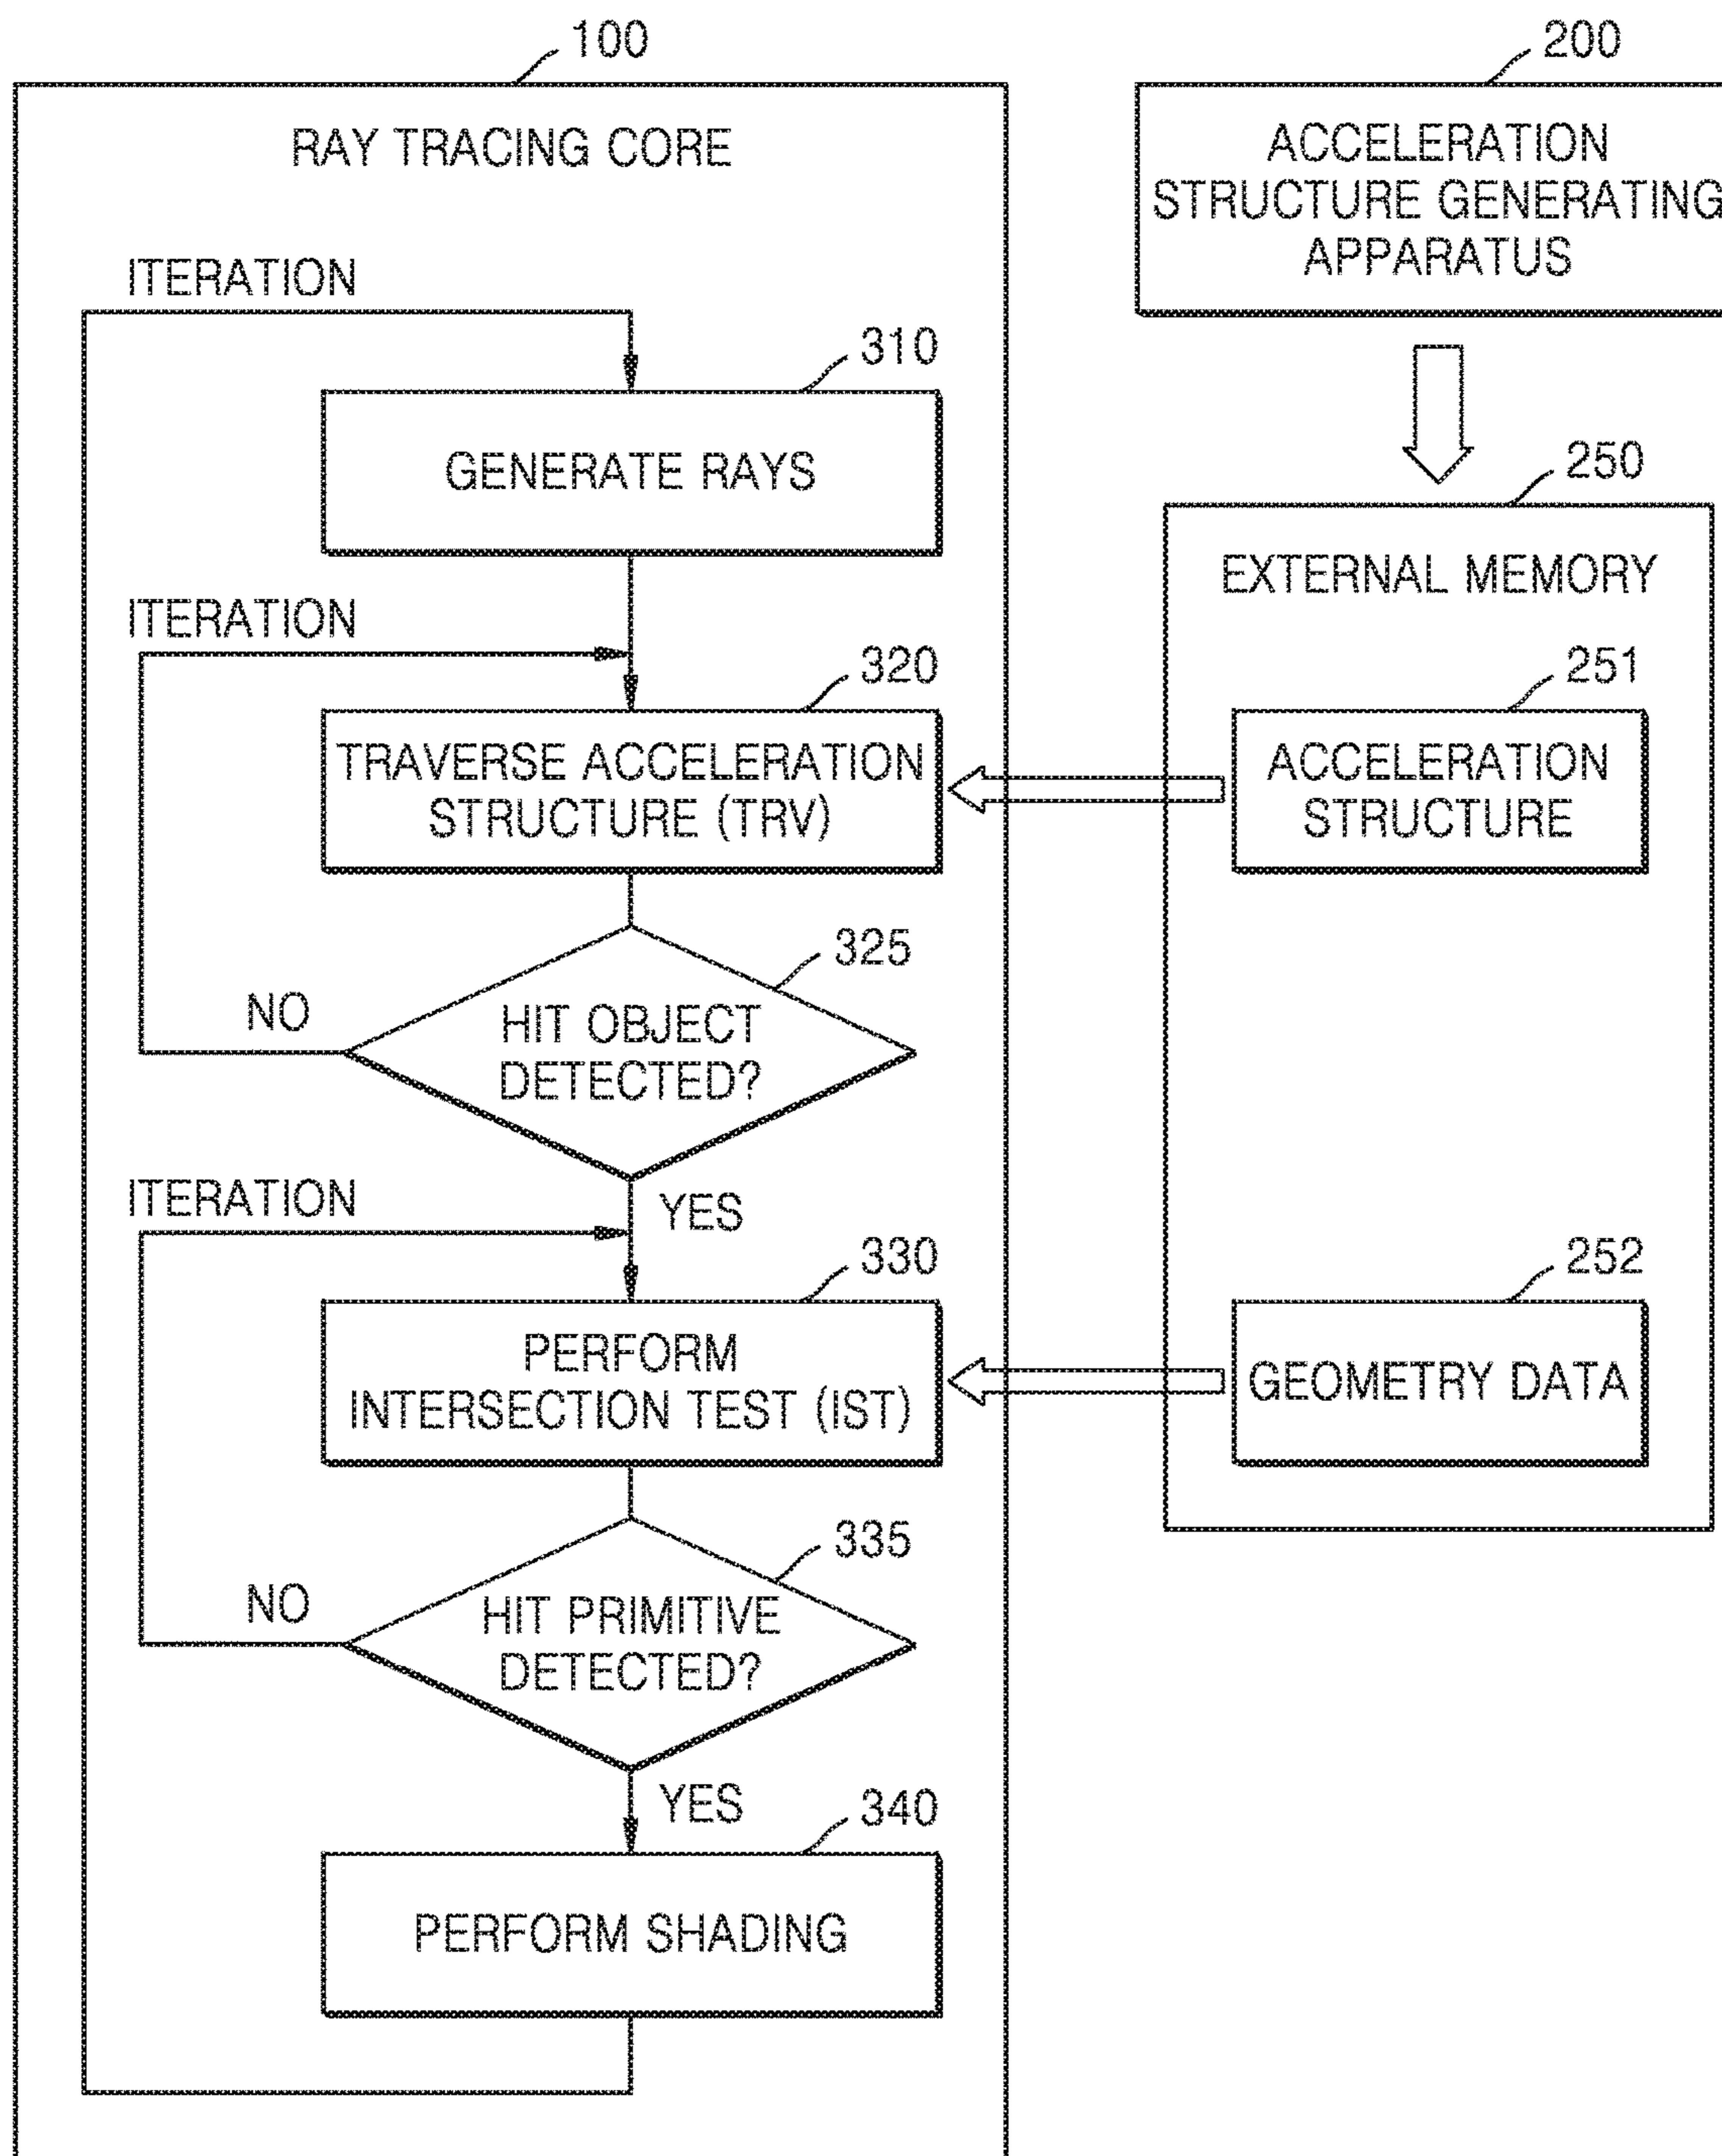 100
RAY TRACING CORE
ITERATION
310
GENERATE RAYS
ITERATION
320
TRAVERSE ACCELERATION
STRUCTURE (TRV)
325
HIT OBJECT
DETECTED?
NO
YES
ITERATION
330
PERFORM
INTERSECTION TEST (IST)
335
HIT PRIMITIVE
DETECTED?
NO
YES
340
PERFORM SHADING
200
ACCELERATION
STRUCTURE GENERATING
APPARATUS
250
EXTERNAL MEMORY
251
ACCELERATION
STRUCTURE
252
GEOMETRY DATA